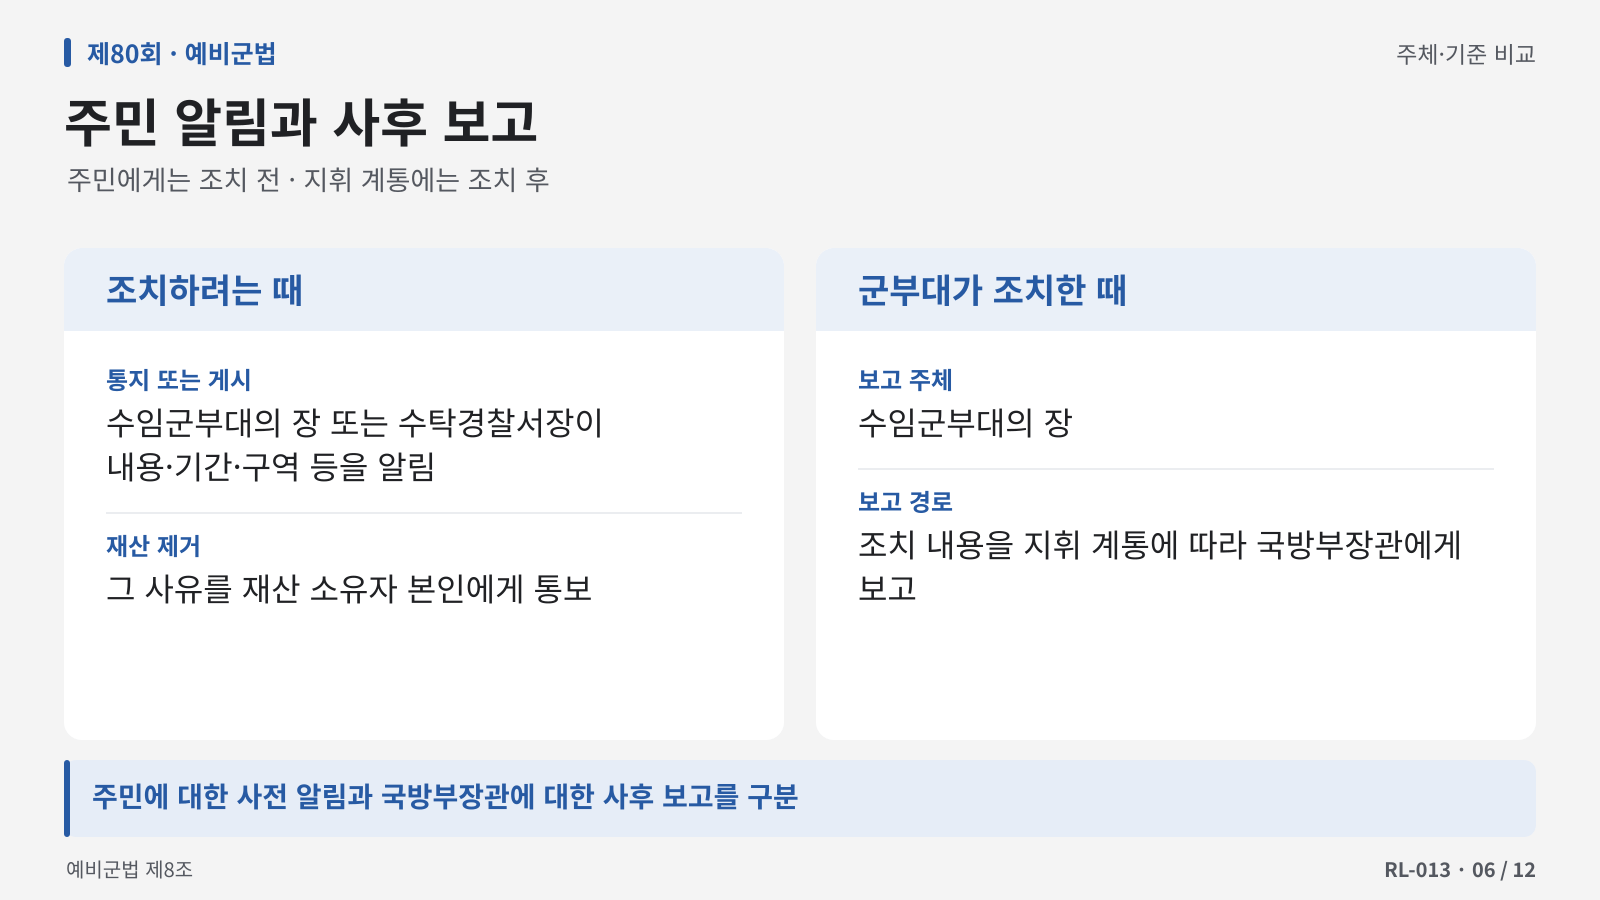 제80회 · 예비군법
주체·기준 비교
주민 알림과 사후 보고
주민에게는 조치 전 · 지휘 계통에는 조치 후
조치하려는 때
통지 또는 게시
수임군부대의 장 또는 수탁경찰서장이
내용·기간·구역 등을 알림
재산 제거
그 사유를 재산 소유자 본인에게 통보
군부대가 조치한 때
보고 주체
수임군부대의 장
보고 경로
조치 내용을 지휘 계통에 따라 국방부장관에게
보고
주민에 대한 사전 알림과 국방부장관에 대한 사후 보고를 구분
예비군법 제8조
RL-013 · 06 / 12